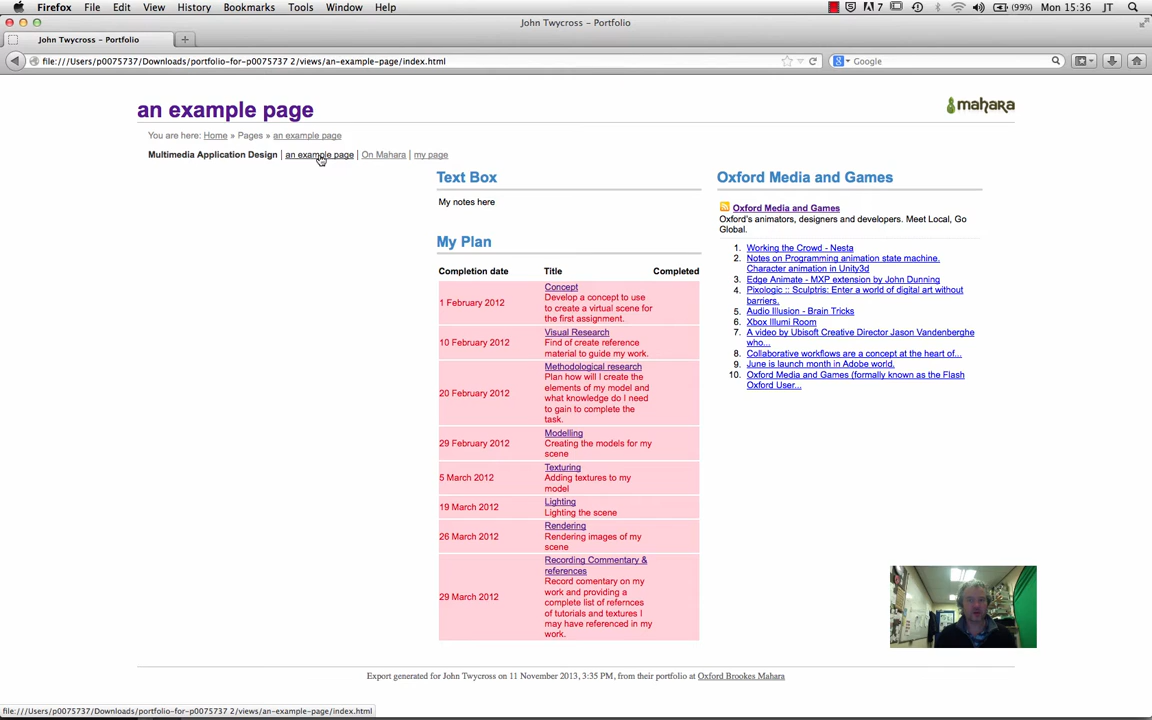 Firefox File Edit View History Bookmarks Tools Window Help
7 (99%) Mon 15:36 JT
John Twycross – Portfolio
John Twycross – Portfolio
file:///Users/p0075737/Downloads/portfolio-for-p0075737 2/views/an-example-page/index.html
Google
an example page
mahara
You are here: Home » Pages » an example page
Multimedia Application Design | an example page | On Mahara | my page
Text Box
My notes here
My Plan
Completion date Title Completed
1 February 2012
Concept
Develop a concept to use
to create a virtual scene for
the first assignment.
10 February 2012
Visual Research
Find of create reference
material to guide my work.
20 February 2012
Methodological research
Plan how will I create the
elements of my model and
what knowledge do I need
to gain to complete the
task.
29 February 2012
Modelling
Creating the models for my
scene
5 March 2012
Texturing
Adding textures to my
model
19 March 2012
Lighting
Lighting the scene
26 March 2012
Rendering
Rendering images of my
scene
29 March 2012
Recording Commentary &
references
Record comentary on my
work and providing a
complete list of refernces
of tutorials and textures I
may have referenced in my
work.
Oxford Media and Games
Oxford Media and Games
Oxford's animators, designers and developers. Meet Local, Go
Global.
1. Working the Crowd - Nesta
2. Notes on Programming animation state machine.
Character animation in Unity3d
3. Edge Animate - MXP extension by John Dunning
4. Pixologic :: Sculptris: Enter a world of digital art without
barriers.
5. Audio Illusion - Brain Tricks
6. Xbox Illumi Room
7. A video by Ubisoft Creative Director Jason Vandenberghe
who...
8. Collaborative workflows are a concept at the heart of...
9. June is launch month in Adobe world.
10. Oxford Media and Games (formally known as the Flash
Oxford User...
Export generated for John Twycross on 11 November 2013, 3:35 PM, from their portfolio at Oxford Brookes Mahara
file:///Users/p0075737/Downloads/portfolio-for-p0075737 2/views/an-example-page/index.html